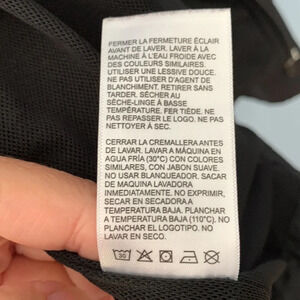 FERMER LA FERMETURE ÉCLAIR
AVANT DE LAVER. LAVER À LA
MACHINE À L'EAU FROIDE AVEC
DES COULEURS SIMILAIRES.
UTILISER UNE LESSIVE DOUCE.
NE PAS UTILISER D'AGENT DE
BLANCHIMENT. RETIRER SANS
TARDER. SÉCHER AU
SÈCHE-LINGE À BASSE
TEMPÉRATURE. FER TIÈDE. NE
PAS REPASSER LE LOGO. NE PAS
NETTOYER À SEC.
CERRAR LA CREMALLERA ANTES
DE LAVAR. LAVAR A MÁQUINA EN
AGUA FRÍA (30°C) CON COLORES
SIMILARES, CON JABON SUAVE.
NO USAR BLANQUEADOR. SACAR
DE MAQUINA LAVADORA
INMEDIATAMENTE. NO EXPRIMIR.
SECAR EN SECADORA A
TEMPERATURA BAJA. PLANCHAR
A TEMPERATURA BAJA (110°C). NO
PLANCHAR EL LOGOTIPO. NO
LAVAR EN SECO.
30